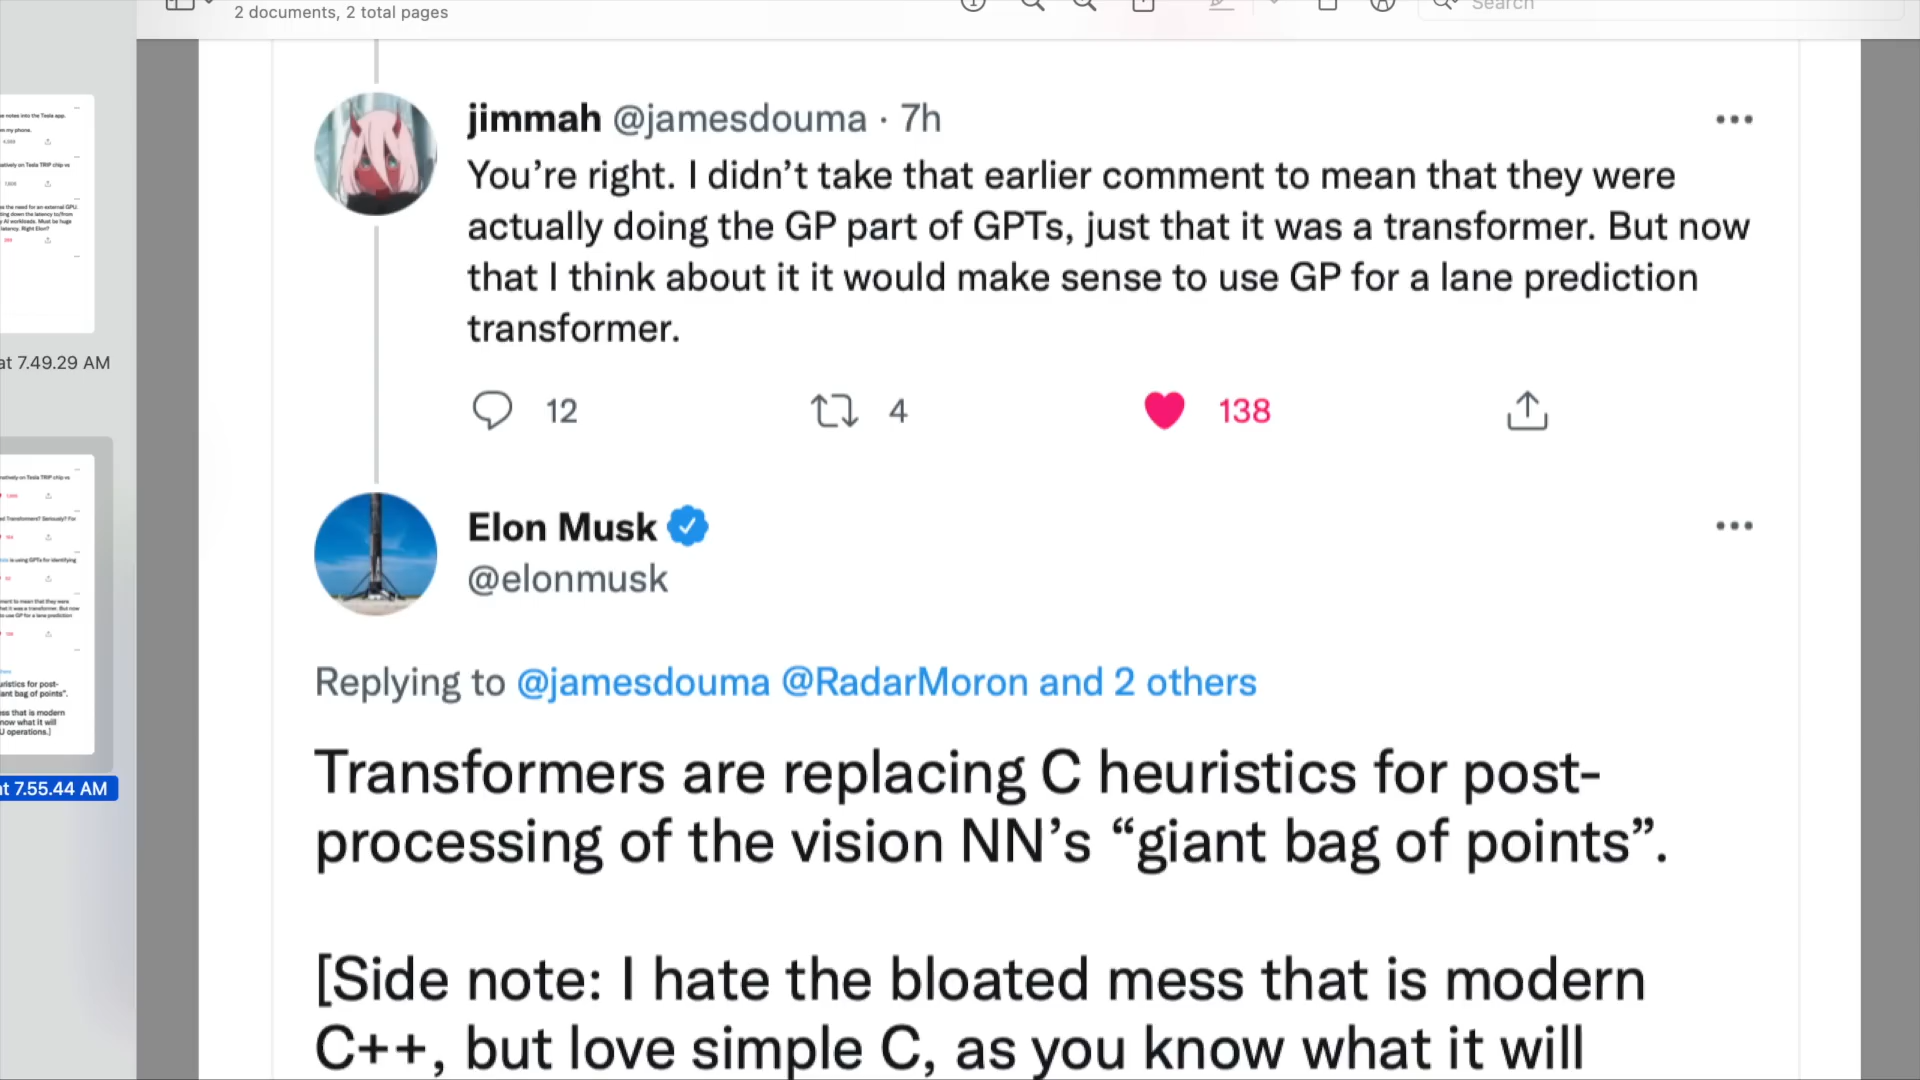 2 documents, 2 total pages
Search
jimmah @jamesdouma · 7h
You’re right. I didn’t take that earlier comment to mean that they were
actually doing the GP part of GPTs, just that it was a transformer. But now
that I think about it it would make sense to use GP for a lane prediction
transformer.
12 4 138
Elon Musk
@elonmusk
Replying to @jamesdouma @RadarMoron and 2 others
Transformers are replacing C heuristics for post-
processing of the vision NN’s “giant bag of points”.
[Side note: I hate the bloated mess that is modern
C++, but love simple C, as you know what it will
at 7.49.29 AM
at 7.55.44 AM